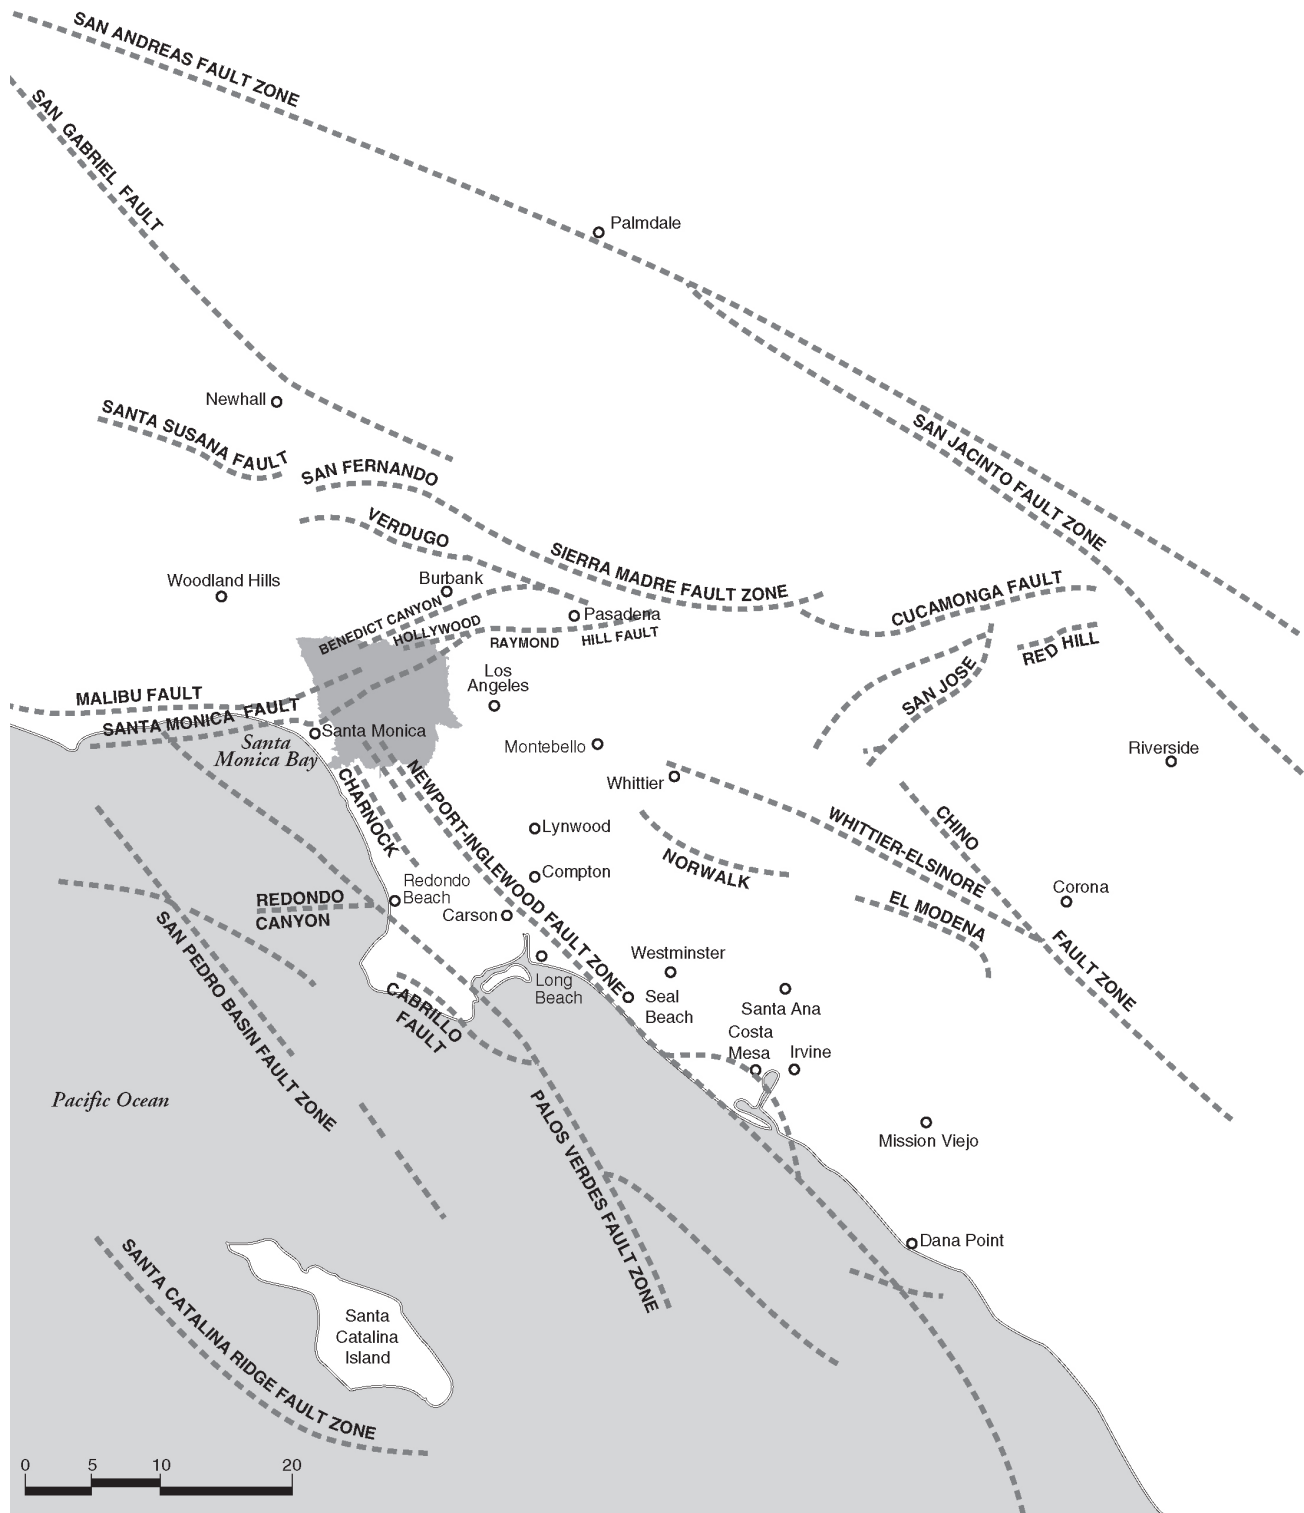 SAN ANDREAS FAULT ZONE
SAN GABRIEL FAULT
Palmdale
Newhall
SANTA SUSANA FAULT
SAN FERNANDO
SAN JACINTO FAULT ZONE
VERDUGO
SIERRA MADRE FAULT ZONE
Woodland Hills
Burbank
CUCAMONGA FAULT
BENEDICT CANYON
HOLLYWOOD
Pasadena
RAYMOND
HILL FAULT
RED HILL
SAN JOSE
Los
Angeles
MALIBU FAULT
SANTA MONICA FAULT
Santa Monica
Santa
Monica Bay
Montebello
Riverside
Whittier
CHARNOCK
NEWPORT-INGLEWOOD FAULT ZONE
Lynwood
WHITTIER-ELSINORE
CHINO
NORWALK
Compton
Redondo
Beach
REDONDO
CANYON
Carson
Corona
EL MODENA
FAULT ZONE
SAN PEDRO BASIN FAULT ZONE
Westminster
Long
Beach
Seal
Beach
Santa Ana
CABRILLO
FAULT
Costa
Mesa
Irvine
Pacific Ocean
PALOS VERDES FAULT ZONE
Mission Viejo
Dana Point
SANTA CATALINA RIDGE FAULT ZONE
Santa
Catalina
Island
0 5 10 20